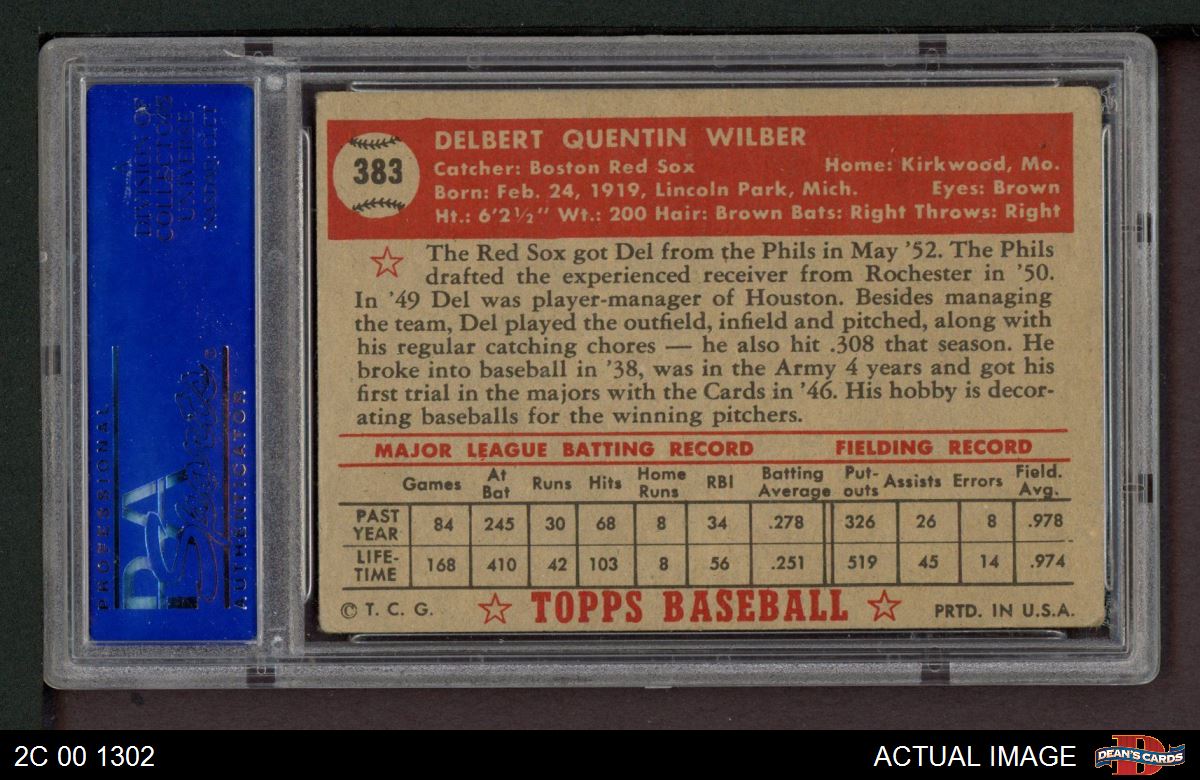 DIVISION OF
COLLECTORS
UNIVERSE
NASDAQ: CLCT
PROFESSIONAL
PSA
Sports
AUTHENTICATOR
383
DELBERT QUENTIN WILBER
Catcher: Boston Red Sox Home: Kirkwood, Mo.
Born: Feb. 24, 1919, Lincoln Park, Mich. Eyes: Brown
Ht.: 6'2½" Wt.: 200 Hair: Brown Bats: Right Throws: Right
The Red Sox got Del from the Phils in May '52. The Phils
drafted the experienced receiver from Rochester in '50.
In '49 Del was player-manager of Houston. Besides managing
the team, Del played the outfield, infield and pitched, along with
his regular catching chores — he also hit .308 that season. He
broke into baseball in '38, was in the Army 4 years and got his
first trial in the majors with the Cards in '46. His hobby is decor-
ating baseballs for the winning pitchers.
MAJOR LEAGUE BATTING RECORD FIELDING RECORD
Games At Bat Runs Hits Home Runs RBI Batting Average Put-outs Assists Errors Field. Avg.
PAST YEAR 84 245 30 68 8 34 .278 326 26 8 .978
LIFE-TIME 168 410 42 103 8 56 .251 519 45 14 .974
© T. C. G. TOPPS BASEBALL PRTD. IN U.S.A.
2C 00 1302 ACTUAL IMAGE DEAN'S CARDS